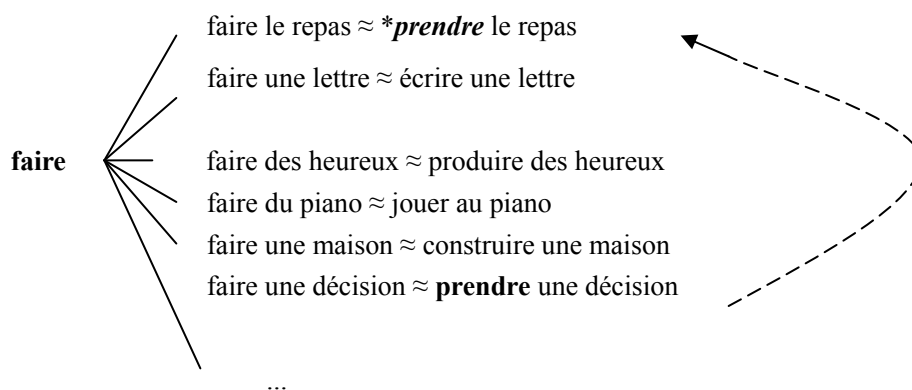 faire le repas ≈ *prendre le repas
faire une lettre ≈ écrire une lettre
faire
faire des heureux ≈ produire des heureux
faire du piano ≈ jouer au piano
faire une maison ≈ construire une maison
faire une décision ≈ prendre une décision
...